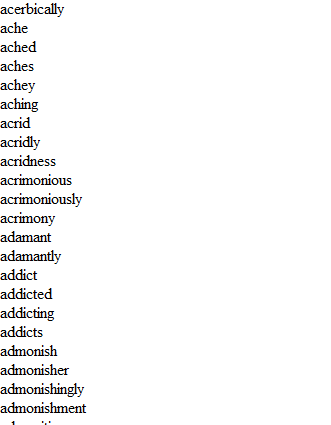 acerbically
ache
ached
aches
achey
aching
acrid
acridly
acridness
acrimonious
acrimoniously
acrimony
adamant
adamantly
addict
addicted
addicting
addicts
admonish
admonisher
admonishingly
admonishment